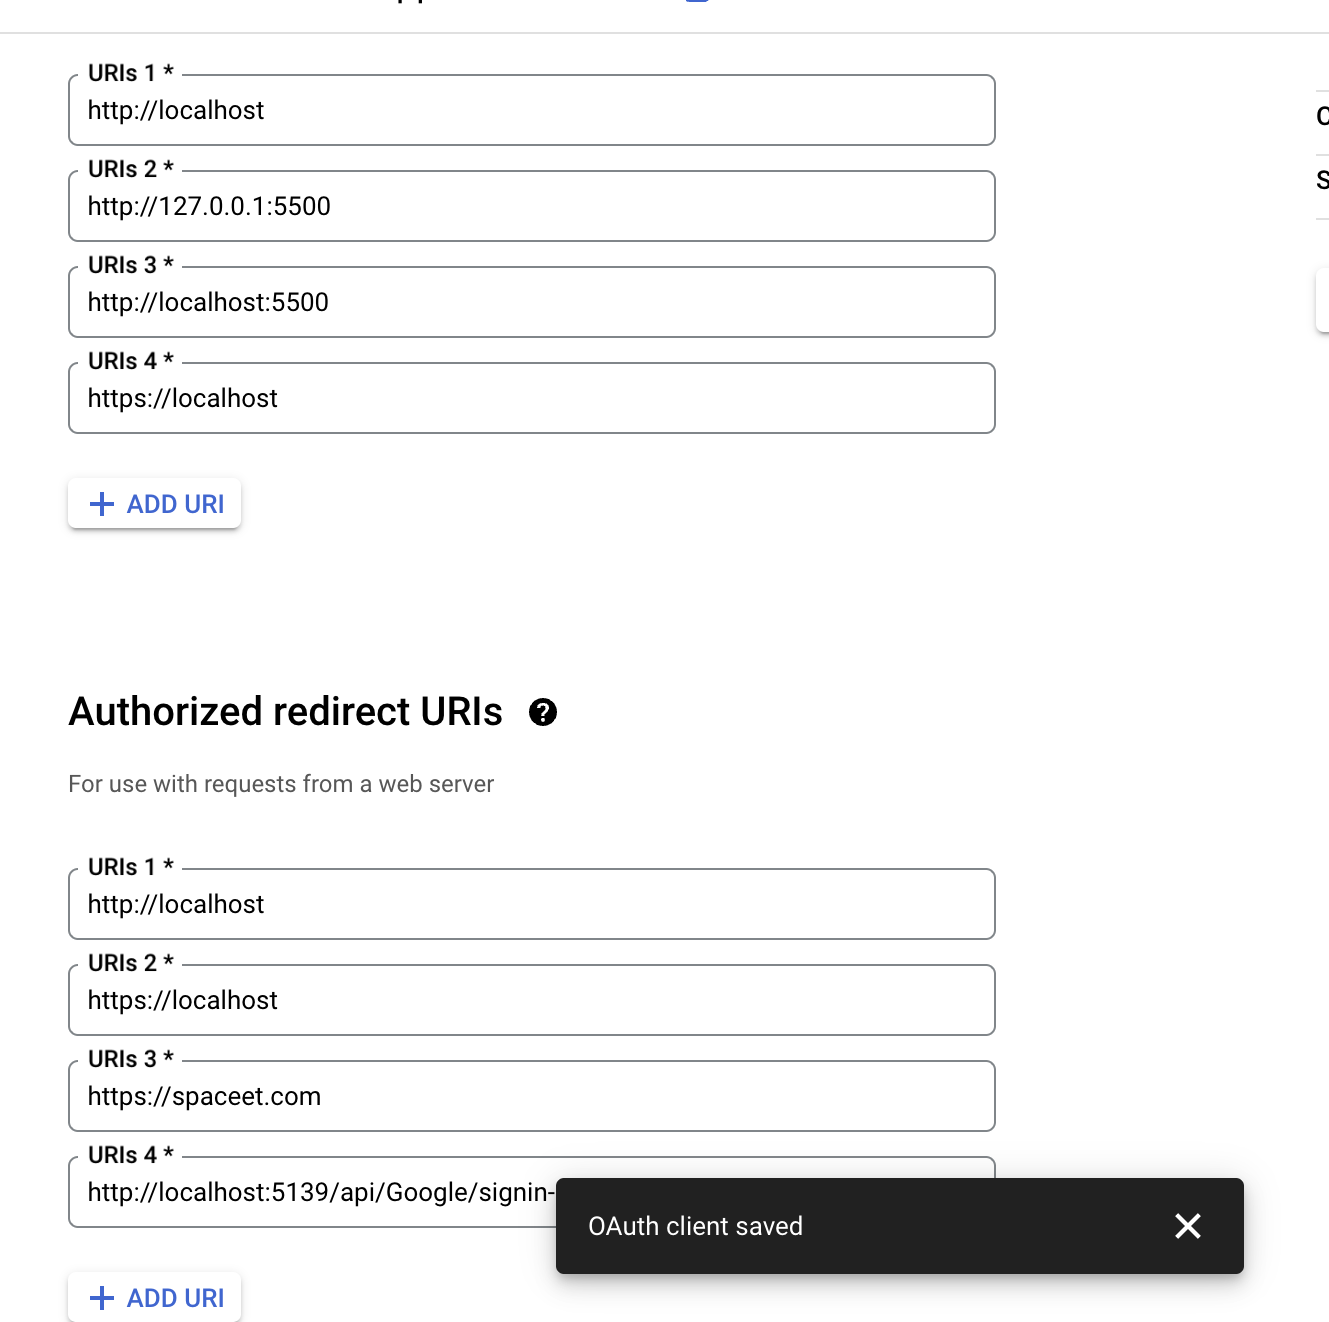 URIs 1 *
http://localhost
URIs 2 *
http://127.0.0.1:5500
URIs 3 *
http://localhost:5500
URIs 4 *
https://localhost
+ ADD URI
Authorized redirect URIs ?
For use with requests from a web server
URIs 1 *
http://localhost
URIs 2 *
https://localhost
URIs 3 *
https://spaceet.com
URIs 4 *
http://localhost:5139/api/Google/signin-
OAuth client saved
+ ADD URI